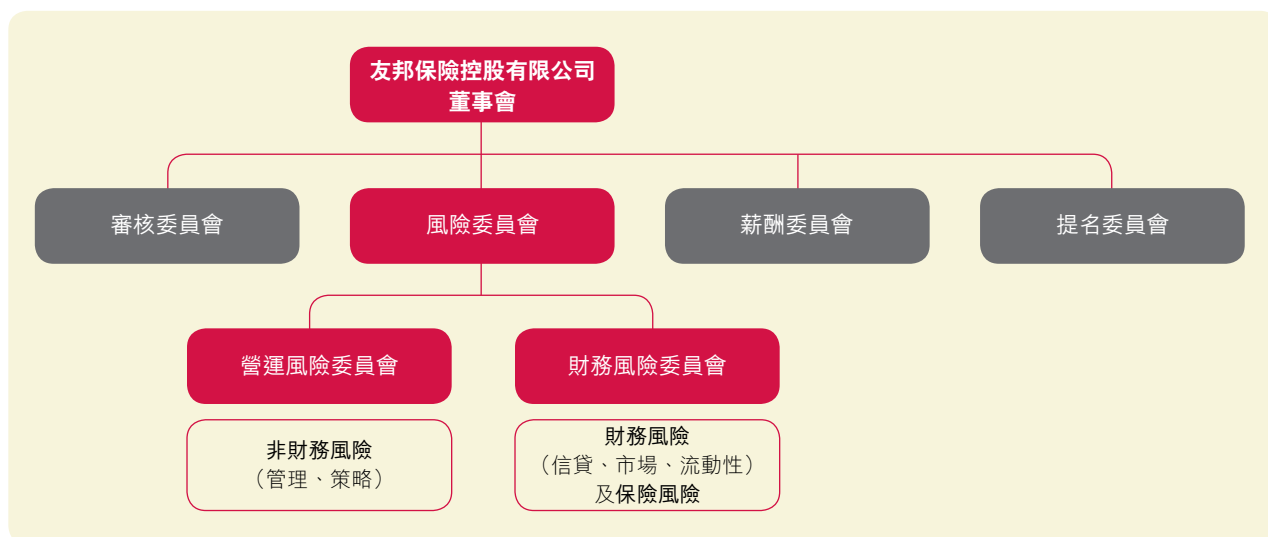 友邦保險控股有限公司
董事會
審核委員會
風險委員會
薪酬委員會
提名委員會
營運風險委員會
財務風險委員會
非財務風險
（管理、策略）
財務風險
（信貸、市場、流動性）
及保險風險